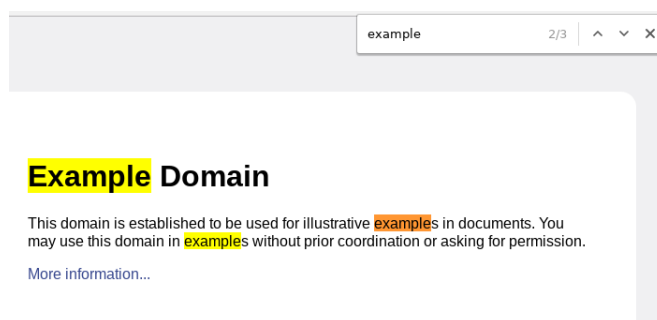 example 2/3
Example Domain
This domain is established to be used for illustrative examples in documents. You
may use this domain in examples without prior coordination or asking for permission.
More information...